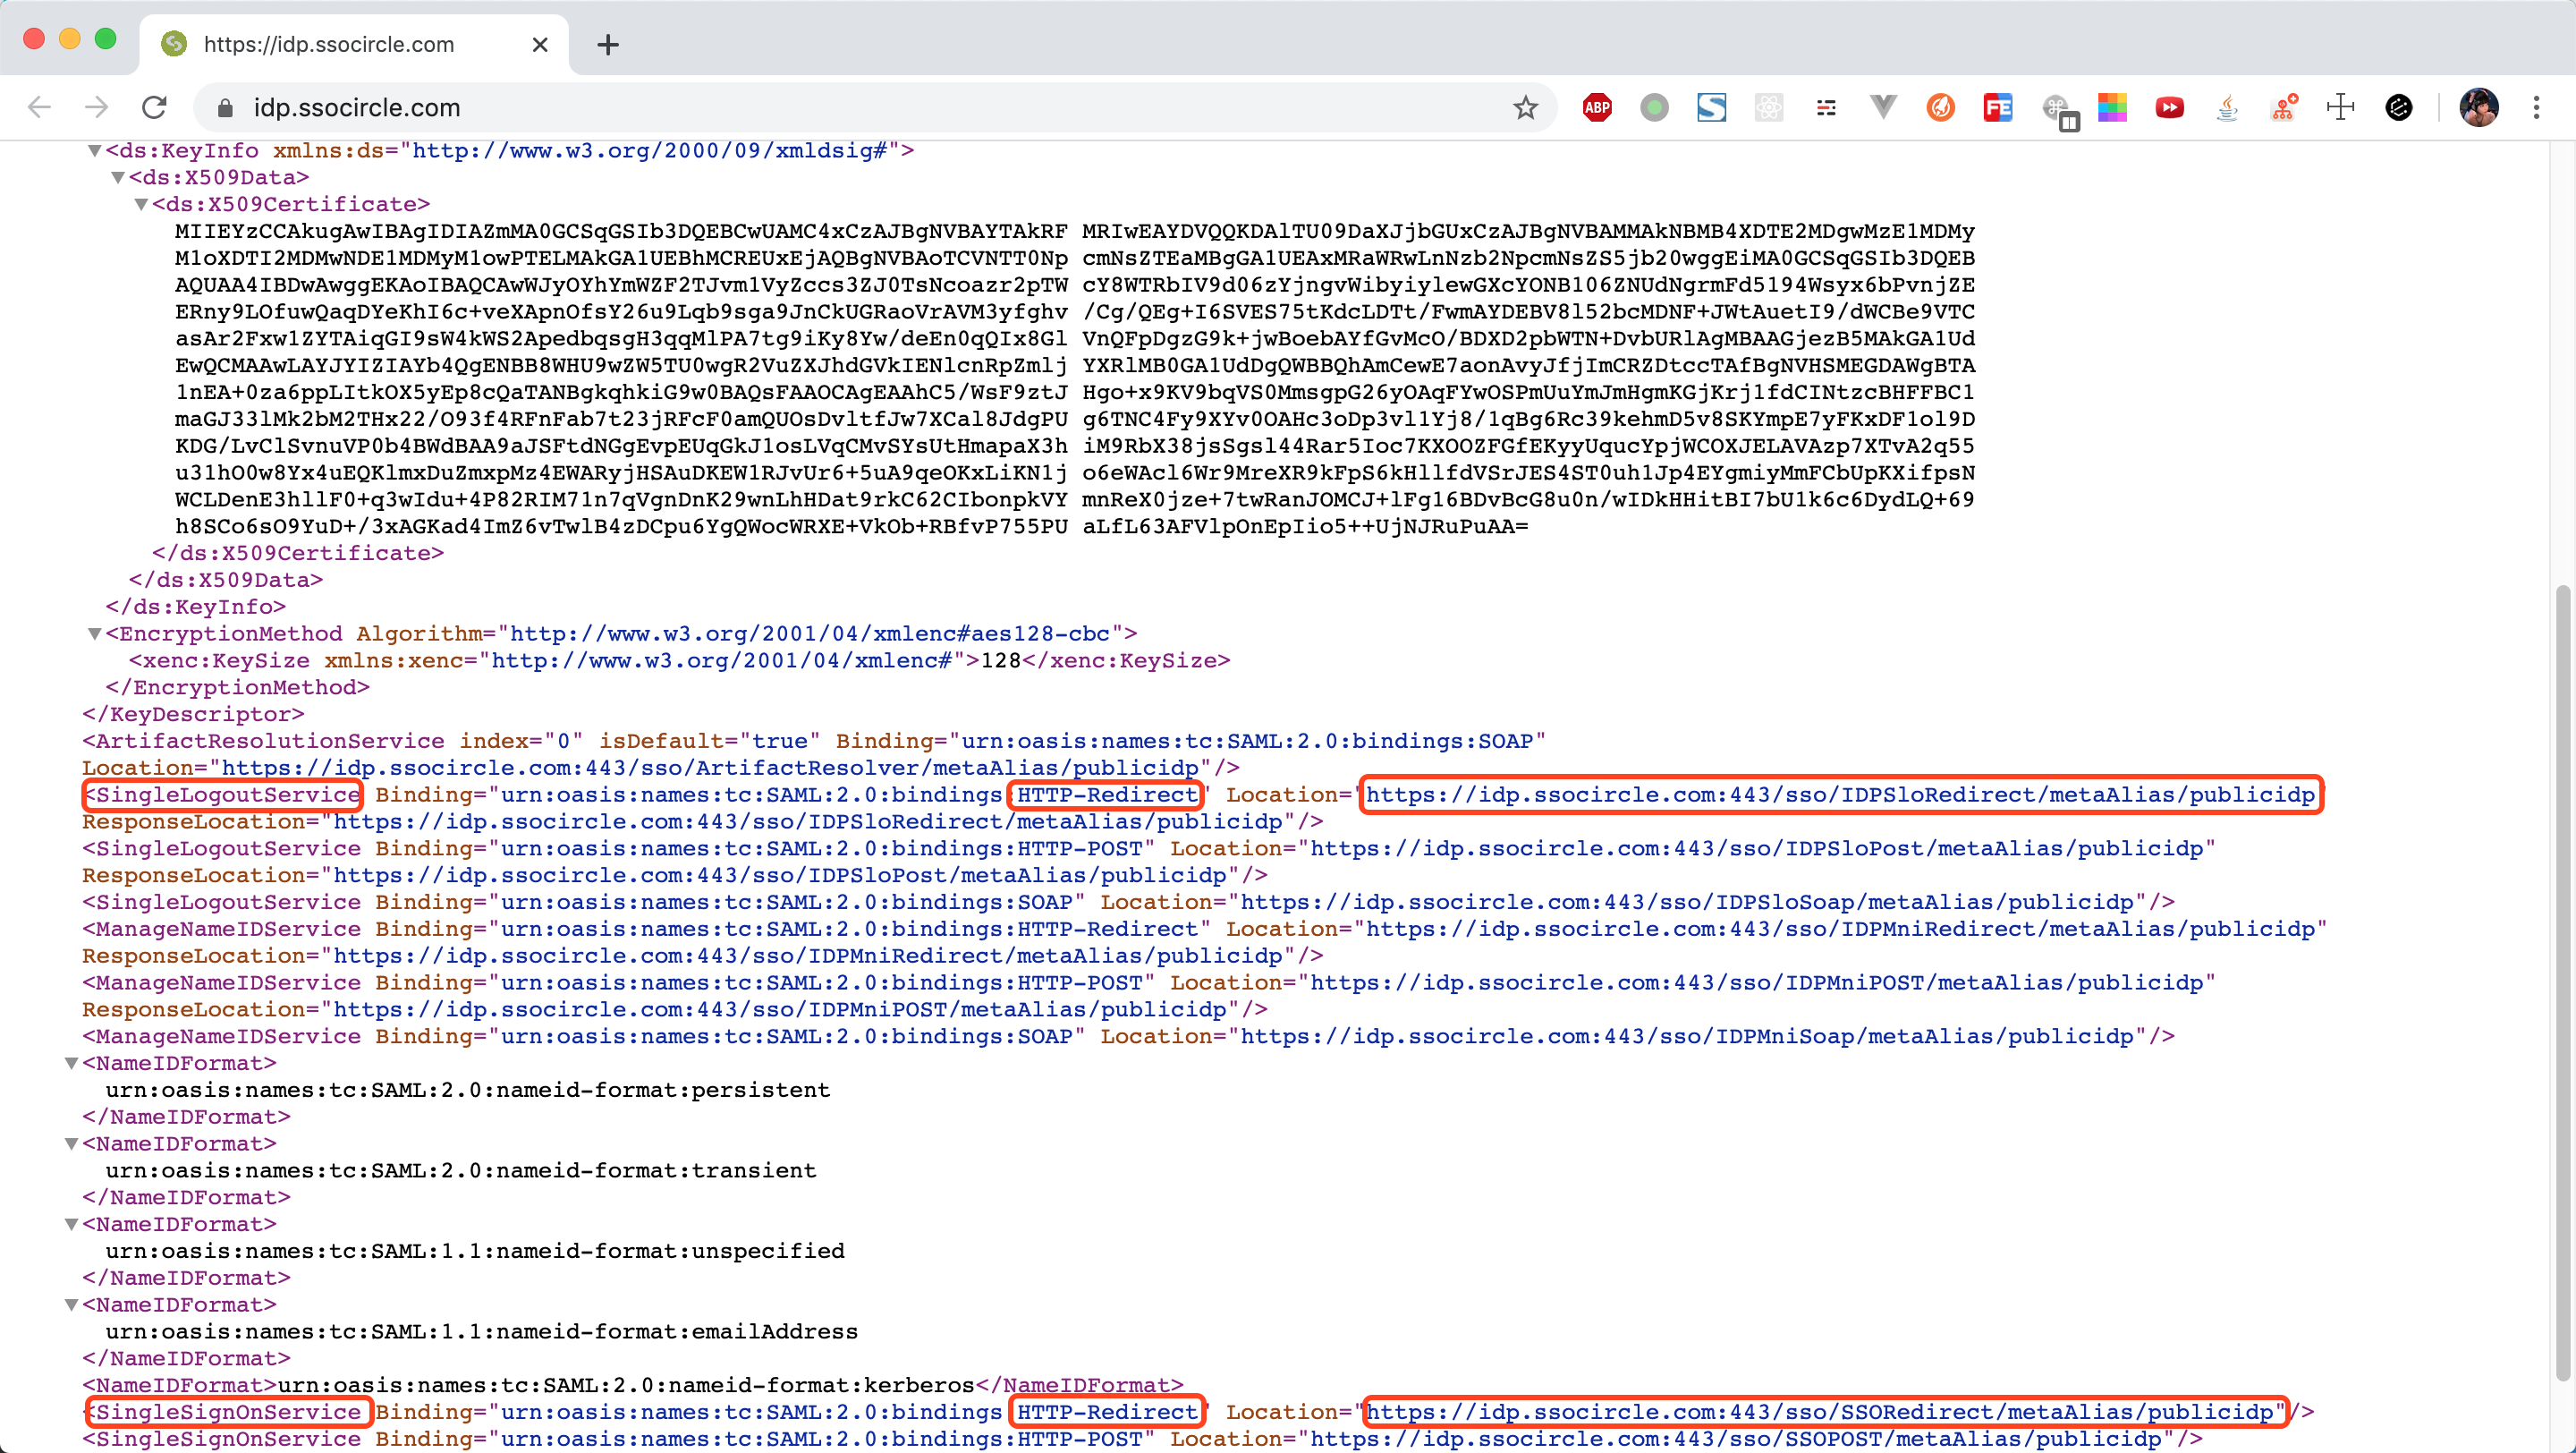 https://idp.ssocircle.com
idp.ssocircle.com
ABP
FE
▼<ds:KeyInfo xmlns:ds="http://www.w3.org/2000/09/xmldsig#">
▼<ds:X509Data>
▼<ds:X509Certificate>
MIIEYzCCAkugAwIBAgIDIAZmMA0GCSqGSIb3DQEBCwUAMC4xCzAJBgNVBAYTAkRF MRIwEAYDVQQKDAlTU09DaXJjbGUxCzAJBgNVBAMMAkNBMB4XDTE2MDgwMzE1MDMy
M1oXDTI2MDMwNDE1MDMyM1owPTELMAkGA1UEBhMCREUxEjAQBgNVBAoTCVNTT0Np cmNsZTEaMBgGA1UEAxMRaWRwLnNzb2NpcmNsZS5jb20wggEiMA0GCSqGSIb3DQEB
AQUAA4IBDwAwggEKAoIBAQCAwWJyOYhYmWZF2TJvm1VyZccs3ZJ0TsNcoazr2pTW cY8WTRbIV9d06zYjngvWibyiylewGXcYONB106ZNUdNgrmFd5194Wsyx6bPvnjZE
ERny9LOfuwQaqDYeKhI6c+veXApnOfsY26u9Lqb9sga9JnCkUGRaoVrAVM3yfghv /Cg/QEg+I6SVES75tKdcLDTt/FwmAYDEBV8l52bcMDNF+JWtAuetI9/dWCBe9VTC
asAr2Fxw1ZYTAiqGI9sW4kWS2ApedbqsgH3qqMlPA7tg9iKy8Yw/deEn0qQIx8Gl VnQFpDgzG9k+jwBoebAYfGvMcO/BDXD2pbWTN+DvbURlAgMBAAGjezB5MAkGA1Ud
EwQCMAAwLAYJYIZIAYb4QgENBB8WHU9wZW5TU0wgR2VuZXJhdGVkIENlcnRpZmlj YXRlMB0GA1UdDgQWBBQhAmCewE7aonAvyJfjImCRZDtccTAfBgNVHSMEGDAWgBTA
1nEA+0za6ppLItkOX5yEp8cQaTANBgkqhkiG9w0BAQsFAAOCAgEAAhC5/WsF9ztJ Hgo+x9KV9bqVS0MmsgpG26yOAqFYwOSPmUuYmJmHgmKGjKrj1fdCINtzcBHFFBC1
maGJ33lMk2bM2THx22/O93f4RFnFab7t23jRFcF0amQUOsDvltfJw7XCal8JdgPU g6TNC4Fy9XYv0OAHc3oDp3vl1Yj8/1qBg6Rc39kehmD5v8SKYmpE7yFKxDF1ol9D
KDG/LvClSvnuVP0b4BWdBAA9aJSFtdNGgEvpEUqGkJ1osLVqCMvSYsUtHmapaX3h iM9RbX38jsSgsl44Rar5Ioc7KXOOZFGfEKyyUqucYpjWCOXJELAVAzp7XTvA2q55
u31hO0w8Yx4uEQKlmxDuZmxpMz4EWARyjHSAuDKEW1RJvUr6+5uA9qeOKxLiKN1j o6eWAcl6Wr9MreXR9kFpS6kHllfdVSrJES4ST0uh1Jp4EYgmiyMmFCbUpKXifpsN
WCLDenE3hllF0+q3wIdu+4P82RIM71n7qVgnDnK29wnLhHDat9rkC62CIbonpkVY mnReX0jze+7twRanJOMCJ+lFg16BDvBcG8u0n/wIDkHHitBI7bU1k6c6DydLQ+69
h8SCo6sO9YuD+/3xAGKad4ImZ6vTwlB4zDCpu6YgQWocWRXE+VkOb+RBfvP755PU aLfL63AFVlpOnEpIio5++UjNJRuPuAA=
</ds:X509Certificate>
</ds:X509Data>
</ds:KeyInfo>
▼<EncryptionMethod Algorithm="http://www.w3.org/2001/04/xmlenc#aes128-cbc">
<xenc:KeySize xmlns:xenc="http://www.w3.org/2001/04/xmlenc#">128</xenc:KeySize>
</EncryptionMethod>
</KeyDescriptor>
<ArtifactResolutionService index="0" isDefault="true" Binding="urn:oasis:names:tc:SAML:2.0:bindings:SOAP"
Location="https://idp.ssocircle.com:443/sso/ArtifactResolver/metaAlias/publicidp"/>
<SingleLogoutService Binding="urn:oasis:names:tc:SAML:2.0:bindings:HTTP-Redirect" Location="https://idp.ssocircle.com:443/sso/IDPSloRedirect/metaAlias/publicidp"
ResponseLocation="https://idp.ssocircle.com:443/sso/IDPSloRedirect/metaAlias/publicidp"/>
<SingleLogoutService Binding="urn:oasis:names:tc:SAML:2.0:bindings:HTTP-POST" Location="https://idp.ssocircle.com:443/sso/IDPSloPost/metaAlias/publicidp"
ResponseLocation="https://idp.ssocircle.com:443/sso/IDPSloPost/metaAlias/publicidp"/>
<SingleLogoutService Binding="urn:oasis:names:tc:SAML:2.0:bindings:SOAP" Location="https://idp.ssocircle.com:443/sso/IDPSloSoap/metaAlias/publicidp"/>
<ManageNameIDService Binding="urn:oasis:names:tc:SAML:2.0:bindings:HTTP-Redirect" Location="https://idp.ssocircle.com:443/sso/IDPMniRedirect/metaAlias/publicidp"
ResponseLocation="https://idp.ssocircle.com:443/sso/IDPMniRedirect/metaAlias/publicidp"/>
<ManageNameIDService Binding="urn:oasis:names:tc:SAML:2.0:bindings:HTTP-POST" Location="https://idp.ssocircle.com:443/sso/IDPMniPOST/metaAlias/publicidp"
ResponseLocation="https://idp.ssocircle.com:443/sso/IDPMniPOST/metaAlias/publicidp"/>
<ManageNameIDService Binding="urn:oasis:names:tc:SAML:2.0:bindings:SOAP" Location="https://idp.ssocircle.com:443/sso/IDPMniSoap/metaAlias/publicidp"/>
▼<NameIDFormat>
urn:oasis:names:tc:SAML:2.0:nameid-format:persistent
</NameIDFormat>
▼<NameIDFormat>
urn:oasis:names:tc:SAML:2.0:nameid-format:transient
</NameIDFormat>
▼<NameIDFormat>
urn:oasis:names:tc:SAML:1.1:nameid-format:unspecified
</NameIDFormat>
▼<NameIDFormat>
urn:oasis:names:tc:SAML:1.1:nameid-format:emailAddress
</NameIDFormat>
<NameIDFormat>urn:oasis:names:tc:SAML:2.0:nameid-format:kerberos</NameIDFormat>
<SingleSignOnService Binding="urn:oasis:names:tc:SAML:2.0:bindings:HTTP-Redirect" Location="https://idp.ssocircle.com:443/sso/SSORedirect/metaAlias/publicidp"/>
<SingleSignOnService Binding="urn:oasis:names:tc:SAML:2.0:bindings:HTTP-POST" Location="https://idp.ssocircle.com:443/sso/SSOPOST/metaAlias/publicidp"/>